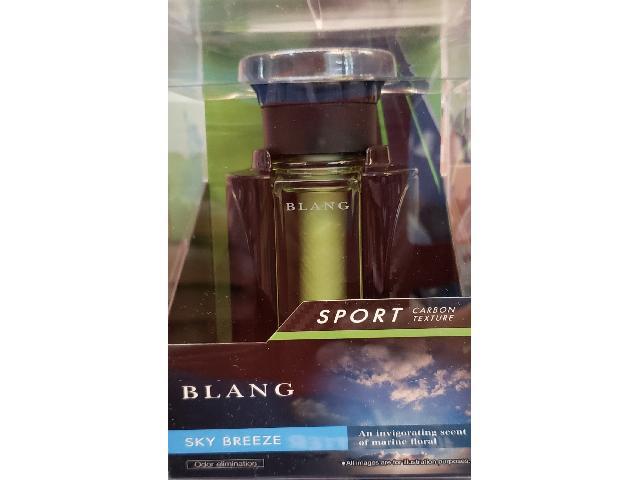 BLANG
SPORT CARBON
TEXTURE
BLANG
SKY BREEZE
An invigorating scent
of marine floral
Odor elimination
●All images are for illustration purposes.